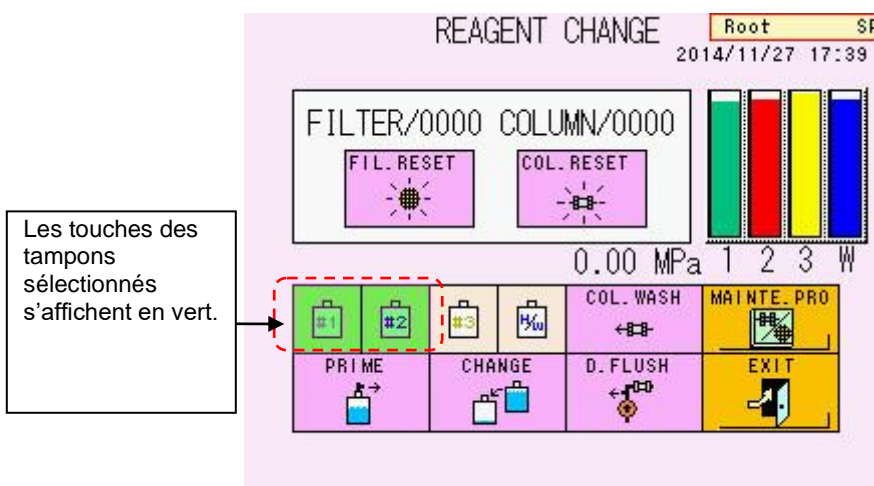 REAGENT CHANGE
Root SP
2014/11/27 17:39
FILTER/0000 COLUMN/0000
FIL.RESET COL.RESET
Les touches des
tampons
sélectionnés
s'affichent en vert.
0.00 MPa 1 2 3 W
#1 #2 #3 H/W COL.WASH MAINTE.PRO
PRIME CHANGE D.FLUSH EXIT